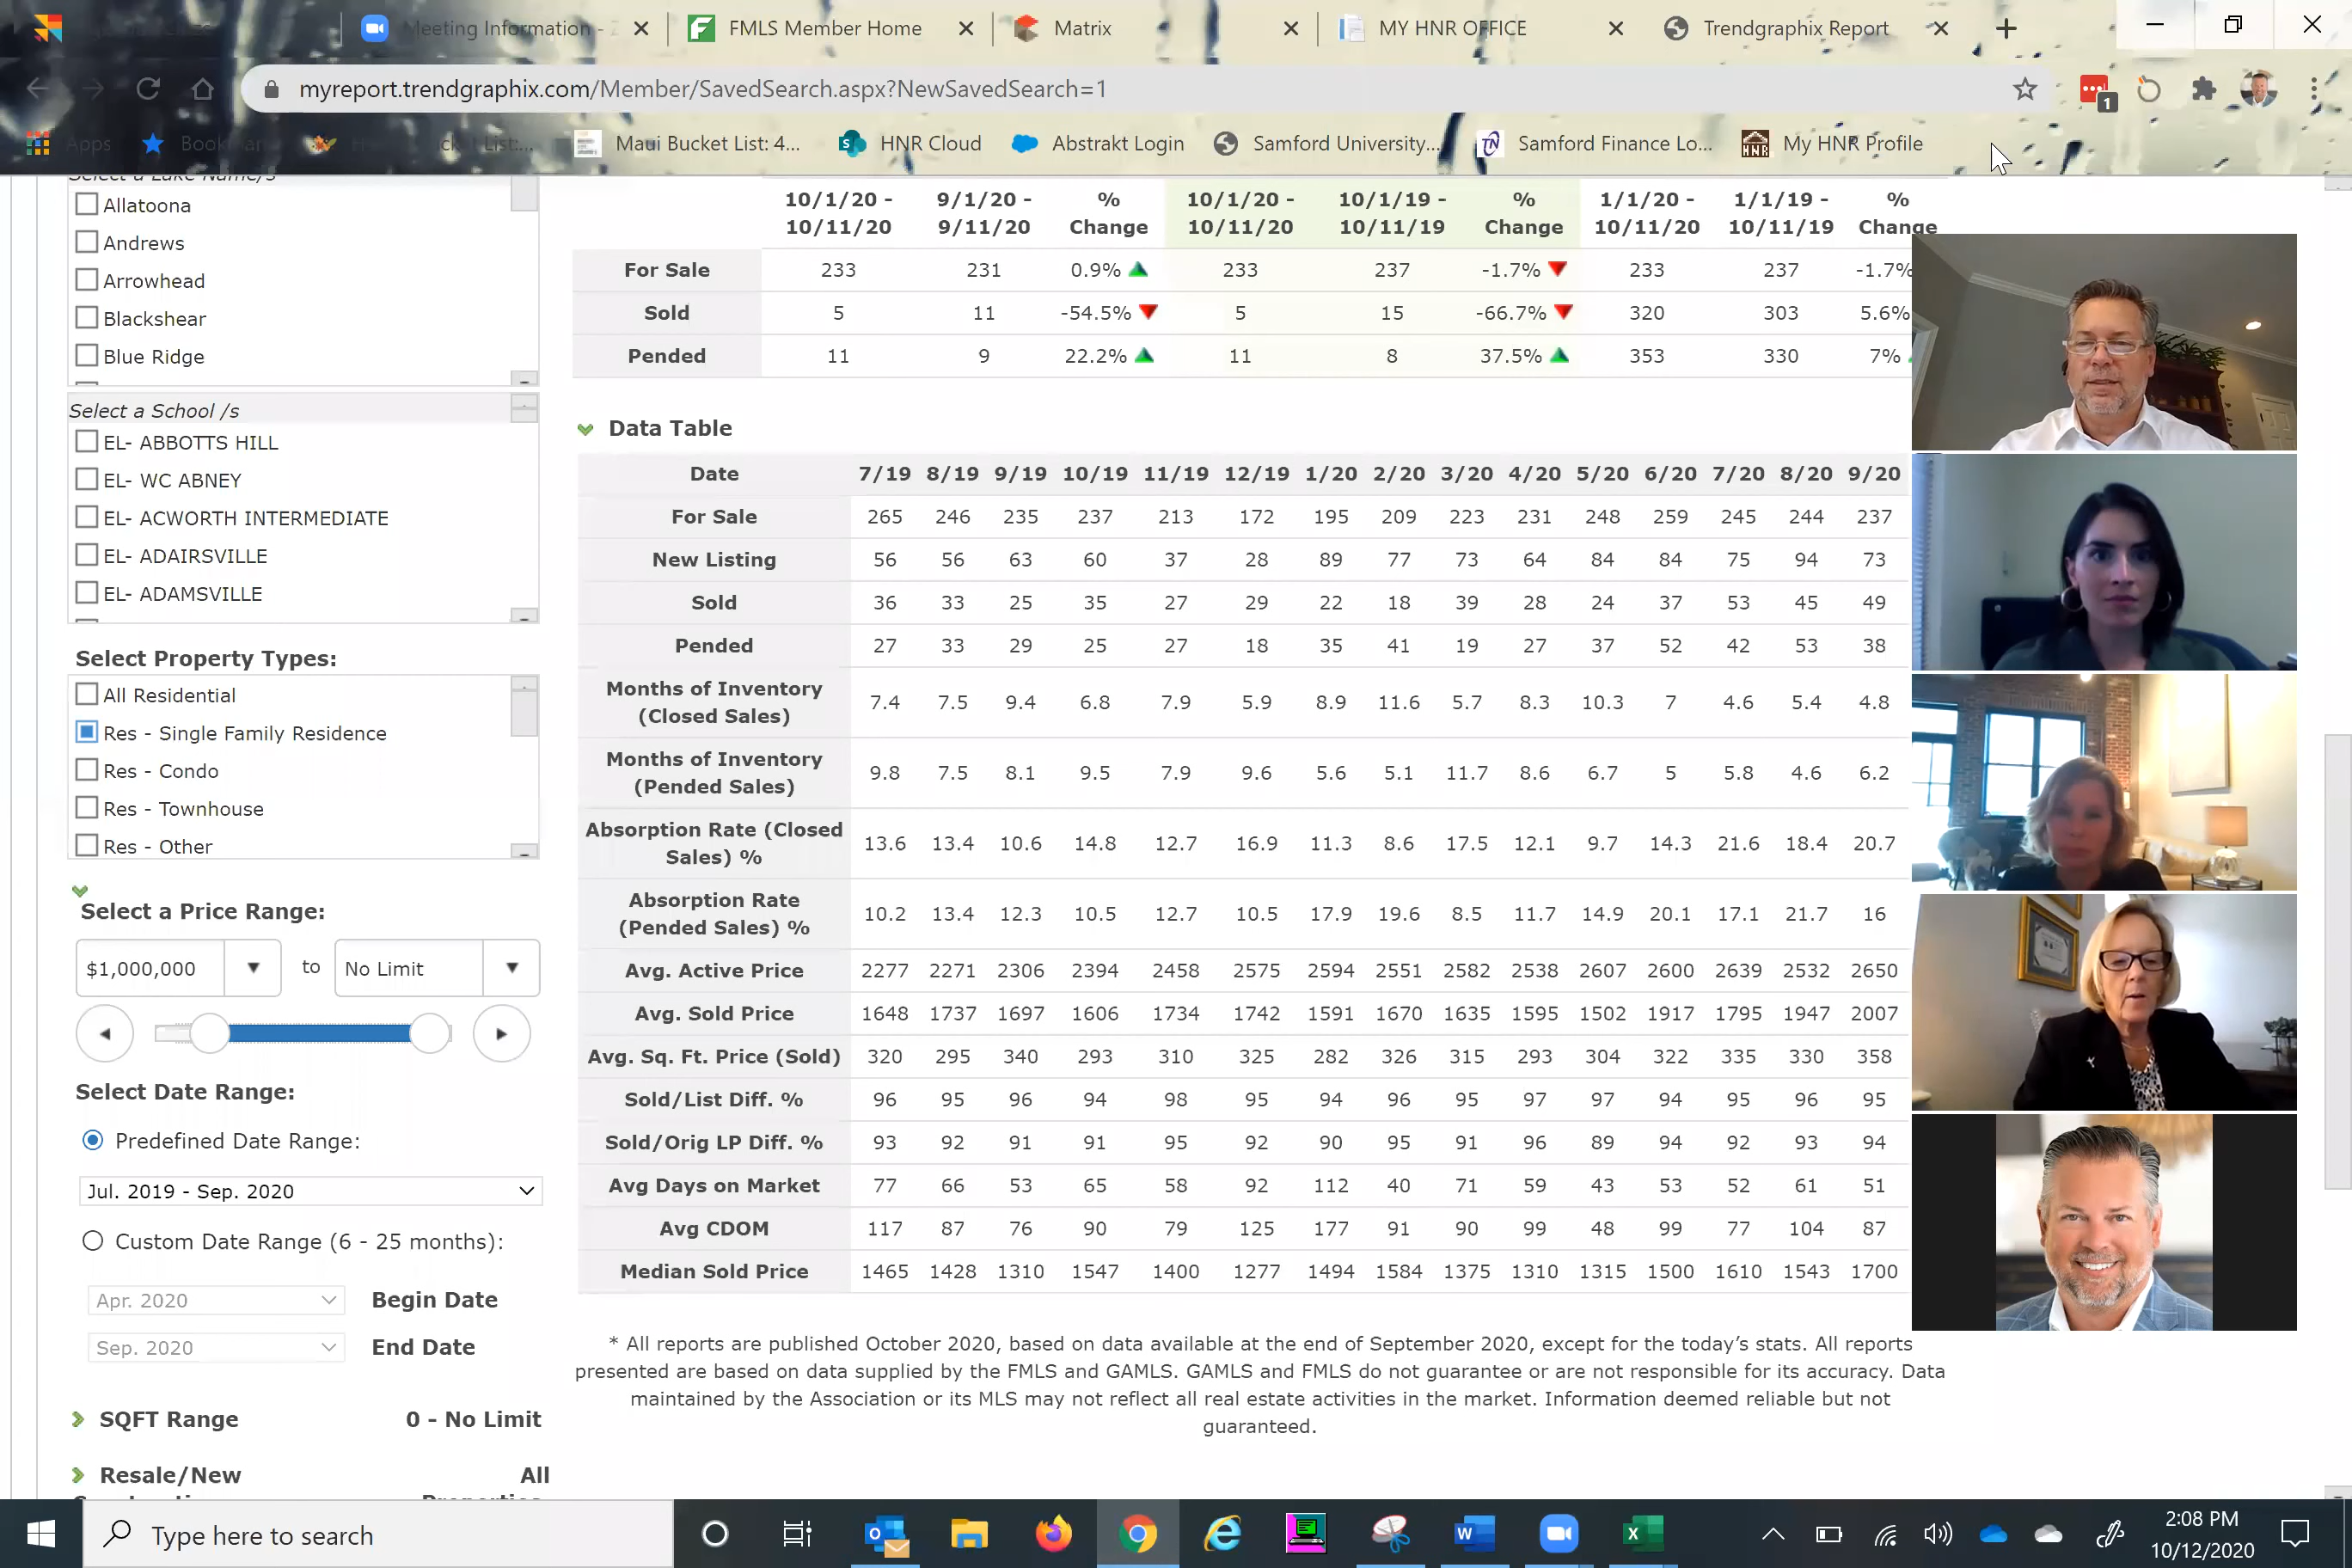 Meeting Information - Z
FMLS Member Home
Matrix
MY HNR OFFICE
Trendgraphix Report
myreport.trendgraphix.com/Member/SavedSearch.aspx?NewSavedSearch=1
1
Apps
Maui Bucket List: 4...
HNR Cloud
Abstrakt Login
Samford University...
Samford Finance Lo...
My HNR Profile
Select a Lake Name/s
Allatoona
Andrews
Arrowhead
Blackshear
Blue Ridge
Select a School /s
EL- ABBOTTS HILL
EL- WC ABNEY
EL- ACWORTH INTERMEDIATE
EL- ADAIRSVILLE
EL- ADAMSVILLE
Select Property Types:
All Residential
Res - Single Family Residence
Res - Condo
Res - Townhouse
Res - Other
Select a Price Range:
$1,000,000 to No Limit
Select Date Range:
Predefined Date Range:
Jul. 2019 - Sep. 2020
Custom Date Range (6 - 25 months):
Apr. 2020 Begin Date
Sep. 2020 End Date
SQFT Range 0 - No Limit
Resale/New All
10/1/20 - 9/1/20 - % 10/1/20 - 10/1/19 - % 1/1/20 - 1/1/19 - %
10/11/20 9/11/20 Change 10/11/20 10/11/19 Change 10/11/20 10/11/19 Change
For Sale 233 231 0.9% 233 237 -1.7% 233 237 -1.7%
Sold 5 11 -54.5% 5 15 -66.7% 320 303 5.6%
Pended 11 9 22.2% 11 8 37.5% 353 330 7%
Data Table
Date 7/19 8/19 9/19 10/19 11/19 12/19 1/20 2/20 3/20 4/20 5/20 6/20 7/20 8/20 9/20
For Sale 265 246 235 237 213 172 195 209 223 231 248 259 245 244 237
New Listing 56 56 63 60 37 28 89 77 73 64 84 84 75 94 73
Sold 36 33 25 35 27 29 22 18 39 28 24 37 53 45 49
Pended 27 33 29 25 27 18 35 41 19 27 37 52 42 53 38
Months of Inventory
(Closed Sales) 7.4 7.5 9.4 6.8 7.9 5.9 8.9 11.6 5.7 8.3 10.3 7 4.6 5.4 4.8
Months of Inventory
(Pended Sales) 9.8 7.5 8.1 9.5 7.9 9.6 5.6 5.1 11.7 8.6 6.7 5 5.8 4.6 6.2
Absorption Rate (Closed
Sales) % 13.6 13.4 10.6 14.8 12.7 16.9 11.3 8.6 17.5 12.1 9.7 14.3 21.6 18.4 20.7
Absorption Rate
(Pended Sales) % 10.2 13.4 12.3 10.5 12.7 10.5 17.9 19.6 8.5 11.7 14.9 20.1 17.1 21.7 16
Avg. Active Price 2277 2271 2306 2394 2458 2575 2594 2551 2582 2538 2607 2600 2639 2532 2650
Avg. Sold Price 1648 1737 1697 1606 1734 1742 1591 1670 1635 1595 1502 1917 1795 1947 2007
Avg. Sq. Ft. Price (Sold) 320 295 340 293 310 325 282 326 315 293 304 322 335 330 358
Sold/List Diff. % 96 95 96 94 98 95 94 96 95 97 97 94 95 96 95
Sold/Orig LP Diff. % 93 92 91 91 95 92 90 95 91 96 89 94 92 93 94
Avg Days on Market 77 66 53 65 58 92 112 40 71 59 43 53 52 61 51
Avg CDOM 117 87 76 90 79 125 177 91 90 99 48 99 77 104 87
Median Sold Price 1465 1428 1310 1547 1400 1277 1494 1584 1375 1310 1315 1500 1610 1543 1700
* All reports are published October 2020, based on data available at the end of September 2020, except for the today's stats. All reports
presented are based on data supplied by the FMLS and GAMLS. GAMLS and FMLS do not guarantee or are not responsible for its accuracy. Data
maintained by the Association or its MLS may not reflect all real estate activities in the market. Information deemed reliable but not
guaranteed.
Type here to search
2:08 PM
10/12/2020